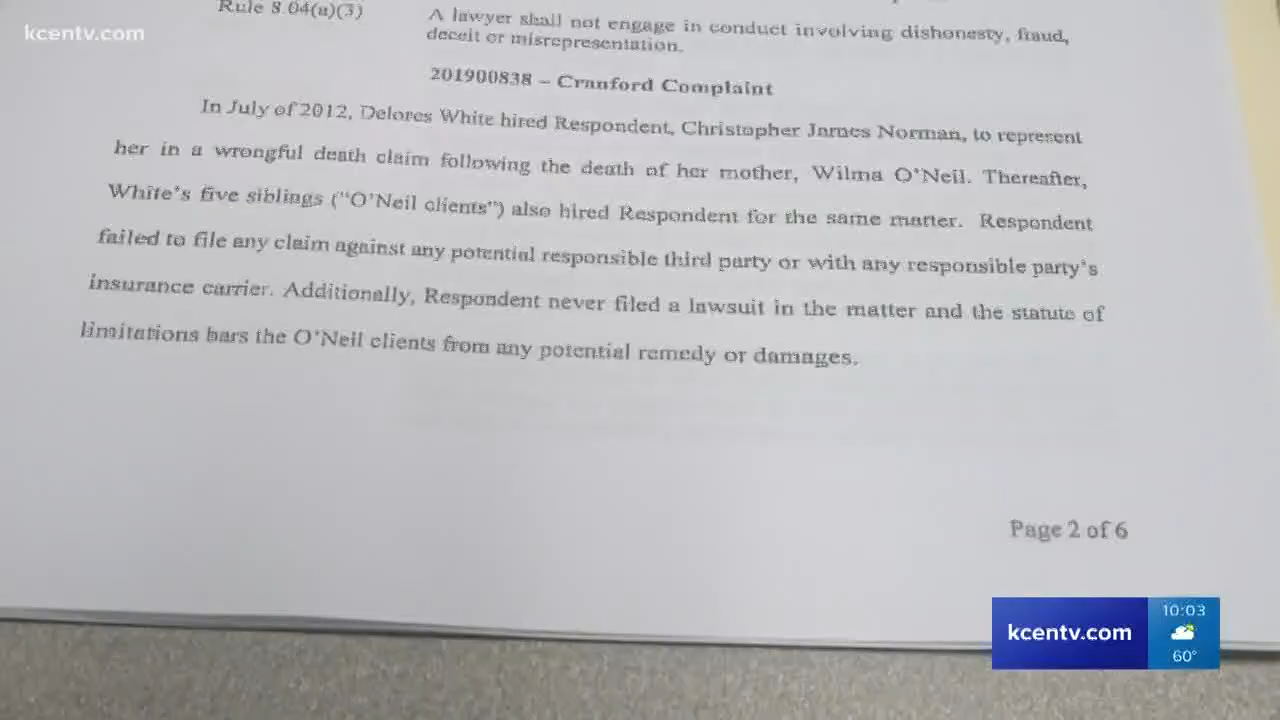 kcentv.com
Rule 8.04(a)(3)
A lawyer shall not engage in conduct involving dishonesty, fraud,
deceit or misrepresentation.
201900838 – Cranford Complaint
In July of 2012, Delores White hired Respondent, Christopher James Norman, to represent
her in a wrongful death claim following the death of her mother, Wilma O'Neil. Thereafter,
White's five siblings ("O'Neil clients") also hired Respondent for the same matter. Respondent
failed to file any claim against any potential responsible third party or with any responsible party's
insurance carrier. Additionally, Respondent never filed a lawsuit in the matter and the statute of
limitations bars the O'Neil clients from any potential remedy or damages.
Page 2 of 6
kcentv.com
10:03
60°